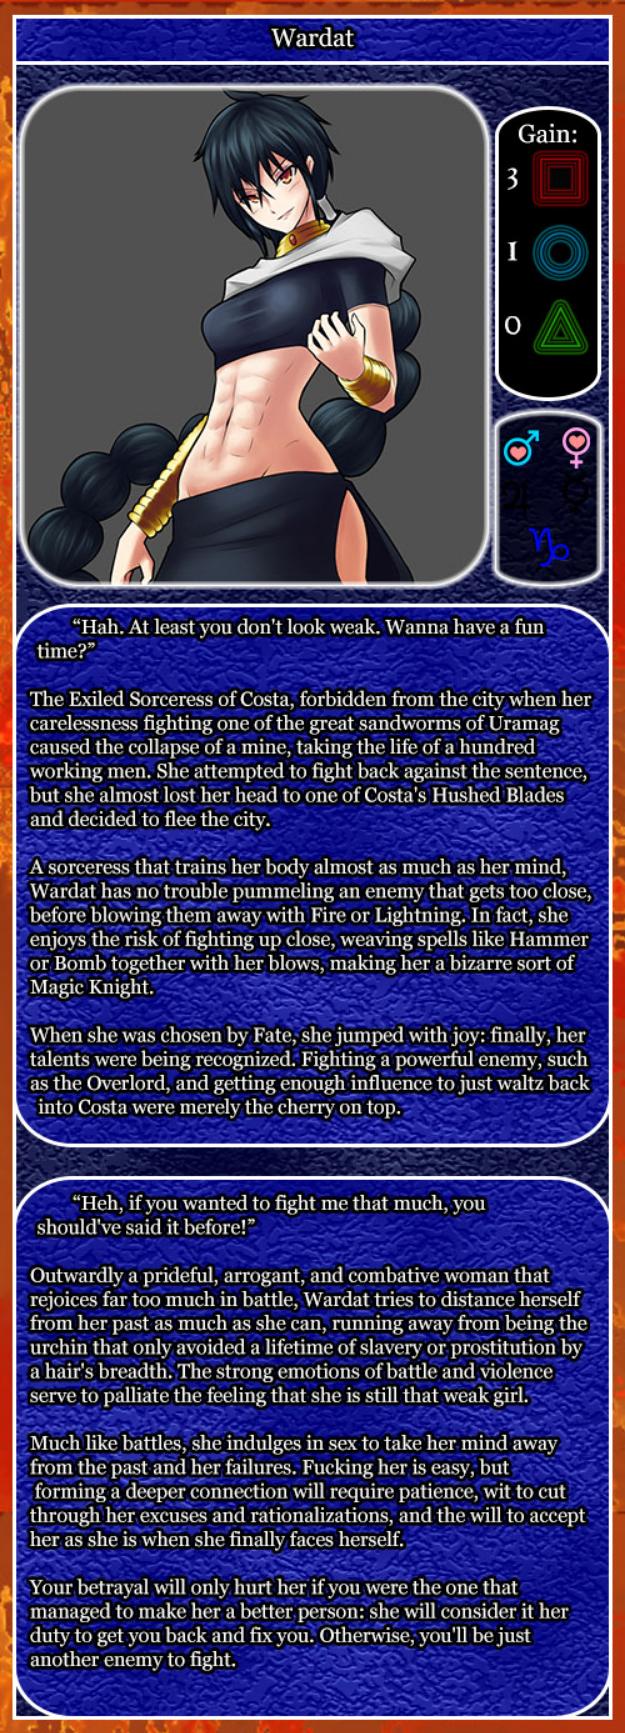 Wardat
Gain:
3
1
0
“Hah. At least you don't look weak. Wanna have a fun
time?”
The Exiled Sorceress of Costa, forbidden from the city when her
carelessness fighting one of the great sandworms of Uramag
caused the collapse of a mine, taking the life of a hundred
working men. She attempted to fight back against the sentence,
but she almost lost her head to one of Costa's Hushed Blades
and decided to flee the city.
A sorceress that trains her body almost as much as her mind,
Wardat has no trouble pummeling an enemy that gets too close,
before blowing them away with Fire or Lightning. In fact, she
enjoys the risk of fighting up close, weaving spells like Hammer
or Bomb together with her blows, making her a bizarre sort of
Magic Knight.
When she was chosen by Fate, she jumped with joy: finally, her
talents were being recognized. Fighting a powerful enemy, such
as the Overlord, and getting enough influence to just waltz back
into Costa were merely the cherry on top.
“Heh, if you wanted to fight me that much, you
should've said it before!”
Outwardly a prideful, arrogant, and combative woman that
rejoices far too much in battle, Wardat tries to distance herself
from her past as much as she can, running away from being the
urchin that only avoided a lifetime of slavery or prostitution by
a hair's breadth. The strong emotions of battle and violence
serve to palliate the feeling that she is still that weak girl.
Much like battles, she indulges in sex to take her mind away
from the past and her failures. Fucking her is easy, but
forming a deeper connection will require patience, wit to cut
through her excuses and rationalizations, and the will to accept
her as she is when she finally faces herself.
Your betrayal will only hurt her if you were the one that
managed to make her a better person: she will consider it her
duty to get you back and fix you. Otherwise, you'll be just
another enemy to fight.